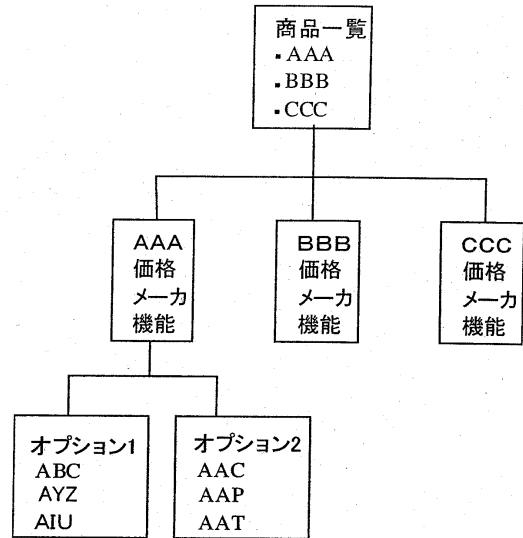 商品一覧
▪AAA
▪BBB
▪CCC
AAA
価格
メーカ
機能
BBB
価格
メーカ
機能
CCC
価格
メーカ
機能
オプション1
ABC
AYZ
AIU
オプション2
AAC
AAP
AAT